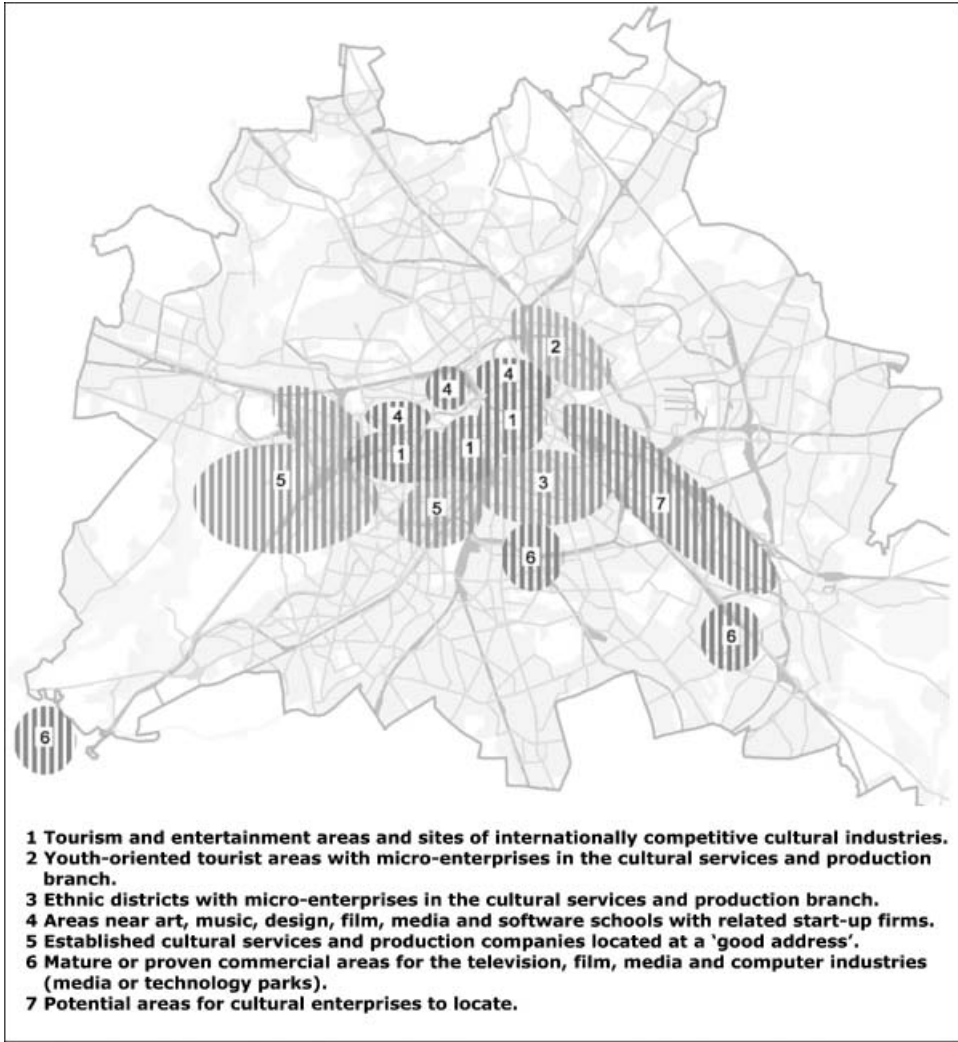 2
4
4
4
1
1
1
5
3
5
7
6
6
6
1 Tourism and entertainment areas and sites of internationally competitive cultural industries.
2 Youth-oriented tourist areas with micro-enterprises in the cultural services and production
branch.
3 Ethnic districts with micro-enterprises in the cultural services and production branch.
4 Areas near art, music, design, film, media and software schools with related start-up firms.
5 Established cultural services and production companies located at a ‘good address’.
6 Mature or proven commercial areas for the television, film, media and computer industries
(media or technology parks).
7 Potential areas for cultural enterprises to locate.